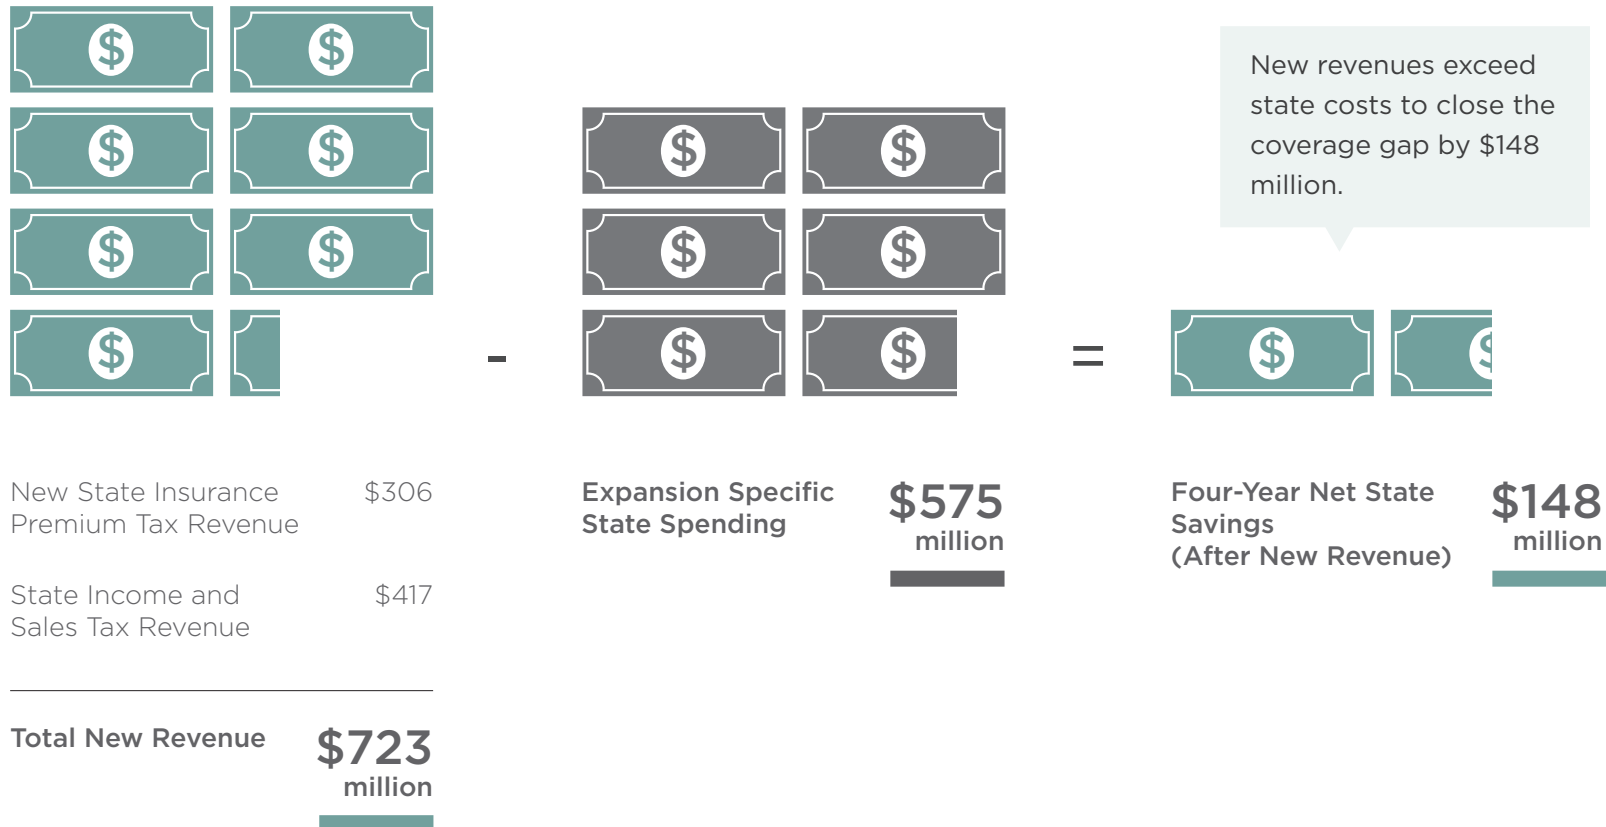 $ $
$ $
$ $
$
$ $
$ $
$ $
$ $
New revenues exceed
state costs to close the
coverage gap by $148
million.
-
=
New State Insurance $306
Premium Tax Revenue
State Income and $417
Sales Tax Revenue
Total New Revenue $723
million
Expansion Specific $575
State Spending million
Four-Year Net State $148
Savings million
(After New Revenue)